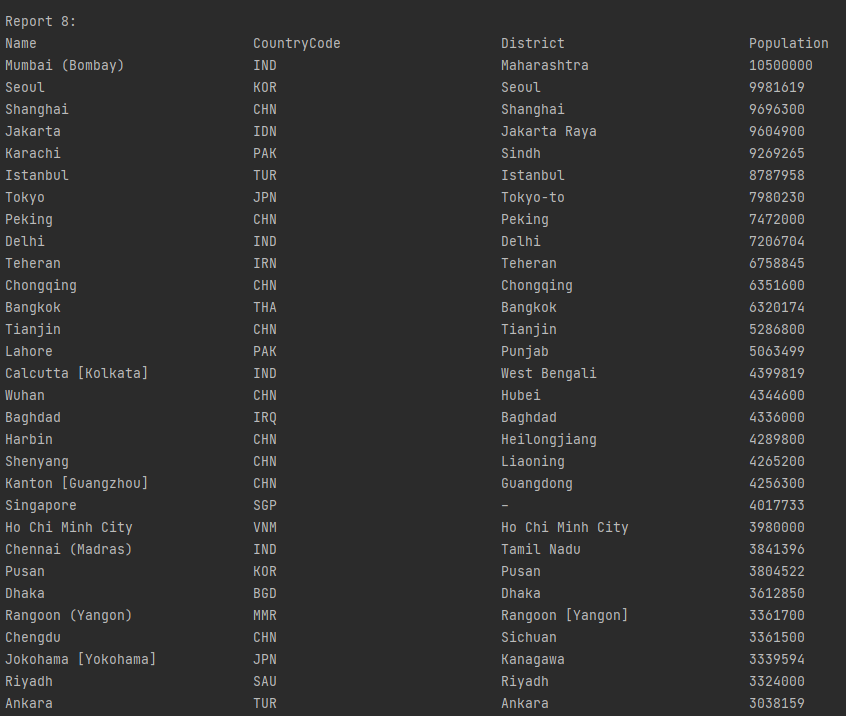 Report 8:
Name CountryCode District Population
Mumbai (Bombay) IND Maharashtra 10500000
Seoul KOR Seoul 9981619
Shanghai CHN Shanghai 9696300
Jakarta IDN Jakarta Raya 9604900
Karachi PAK Sindh 9269265
Istanbul TUR Istanbul 8787958
Tokyo JPN Tokyo-to 7980230
Peking CHN Peking 7472000
Delhi IND Delhi 7206704
Teheran IRN Teheran 6758845
Chongqing CHN Chongqing 6351600
Bangkok THA Bangkok 6320174
Tianjin CHN Tianjin 5286800
Lahore PAK Punjab 5063499
Calcutta [Kolkata] IND West Bengali 4399819
Wuhan CHN Hubei 4344600
Baghdad IRQ Baghdad 4336000
Harbin CHN Heilongjiang 4289800
Shenyang CHN Liaoning 4265200
Kanton [Guangzhou] CHN Guangdong 4256300
Singapore SGP – 4017733
Ho Chi Minh City VNM Ho Chi Minh City 3980000
Chennai (Madras) IND Tamil Nadu 3841396
Pusan KOR Pusan 3804522
Dhaka BGD Dhaka 3612850
Rangoon (Yangon) MMR Rangoon [Yangon] 3361700
Chengdu CHN Sichuan 3361500
Jokohama [Yokohama] JPN Kanagawa 3339594
Riyadh SAU Riyadh 3324000
Ankara TUR Ankara 3038159